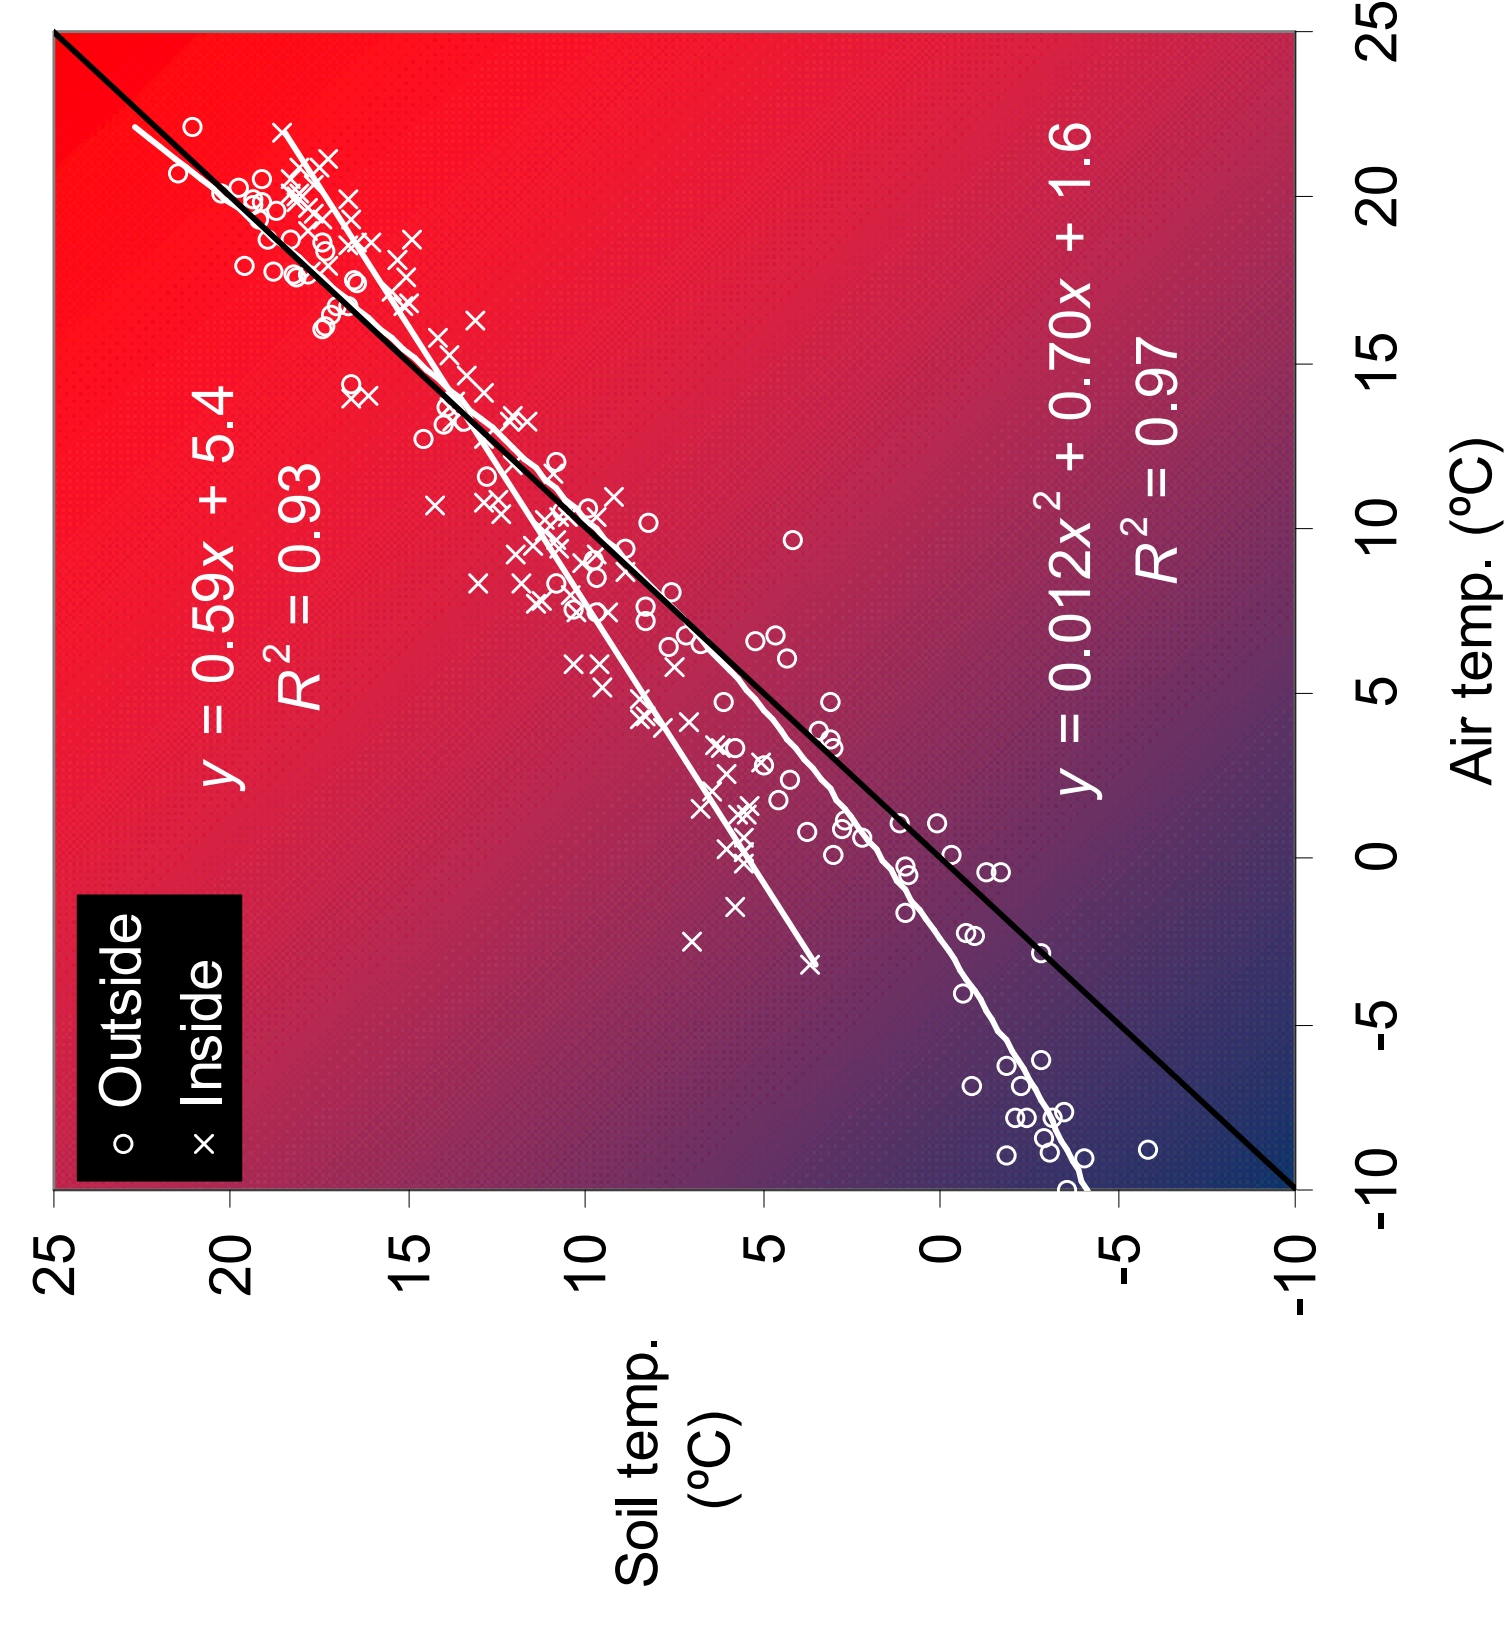 Soil temp.
(ºC)
25
20
15
10
5
0
-5
-10
Outside
Inside
y = 0.59x + 5.4
R² = 0.93
y = 0.012x² + 0.70x + 1.6
R² = 0.97
-10
-5
0
5
10
15
20
25
Air temp. (ºC)